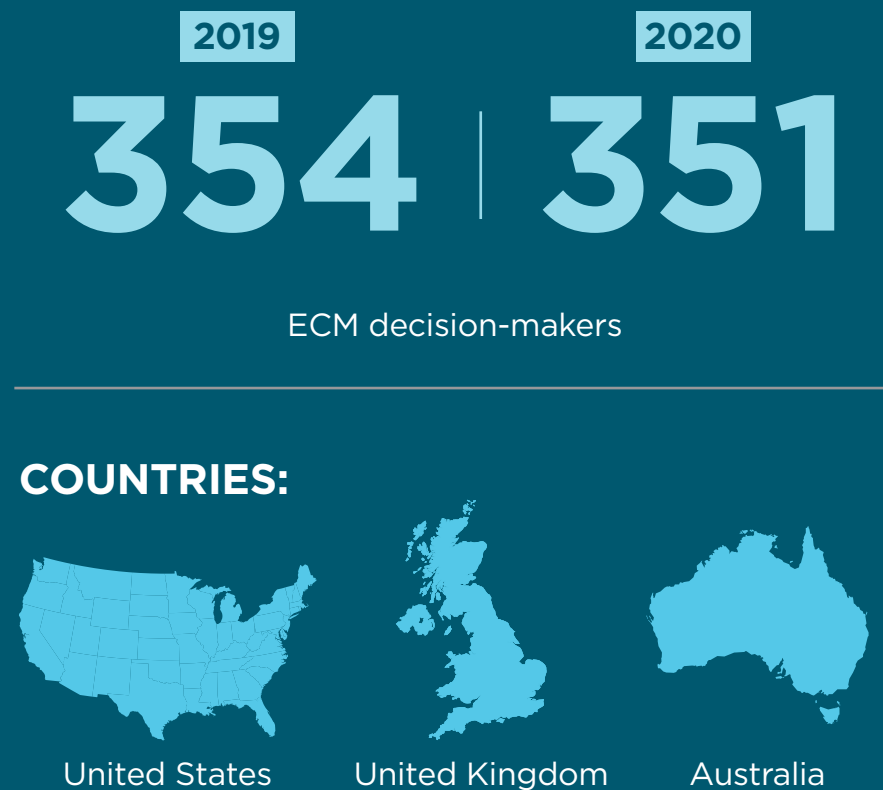 2019 2020
354 351
ECM decision-makers
COUNTRIES:
United States United Kingdom Australia